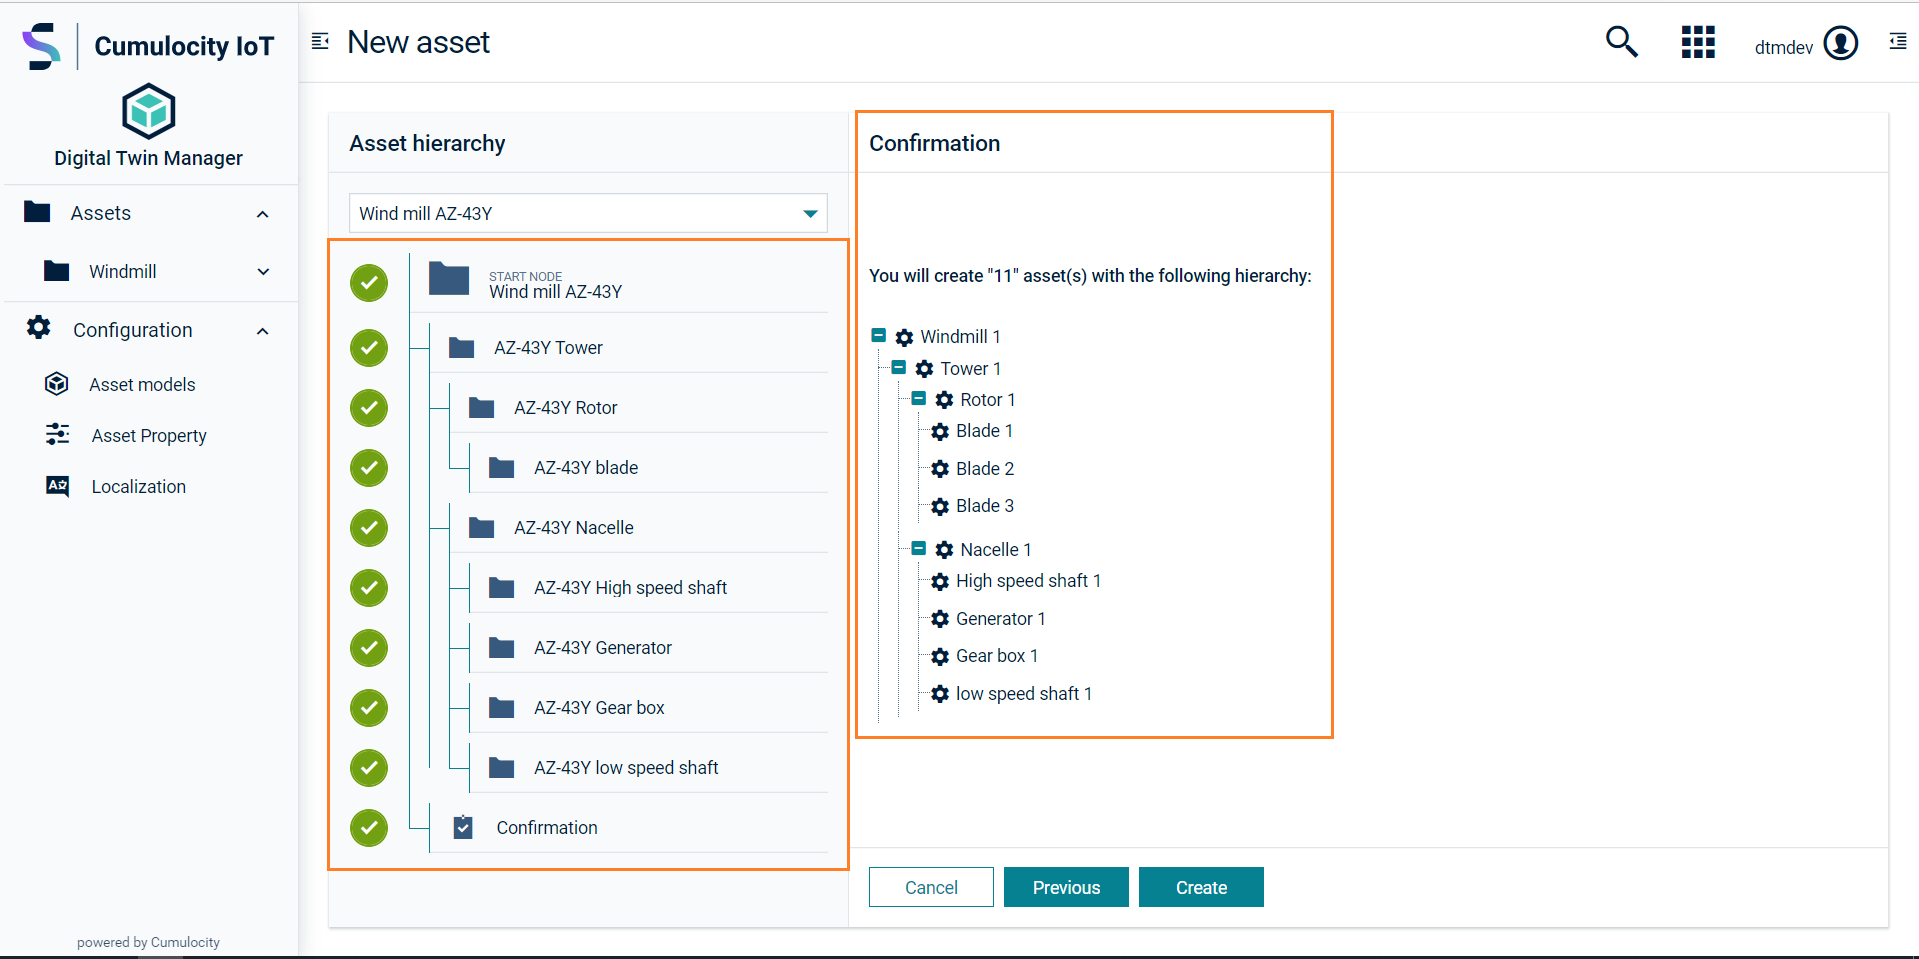 Cumulocity IoT
Digital Twin Manager
Assets
Windmill
Configuration
Asset models
Asset Property
Localization
powered by Cumulocity
New asset
dtmdev
Asset hierarchy
Wind mill AZ-43Y
START NODE
Wind mill AZ-43Y
AZ-43Y Tower
AZ-43Y Rotor
AZ-43Y blade
AZ-43Y Nacelle
AZ-43Y High speed shaft
AZ-43Y Generator
AZ-43Y Gear box
AZ-43Y low speed shaft
Confirmation
Confirmation
You will create "11" asset(s) with the following hierarchy:
Windmill 1
Tower 1
Rotor 1
Blade 1
Blade 2
Blade 3
Nacelle 1
High speed shaft 1
Generator 1
Gear box 1
low speed shaft 1
Cancel
Previous
Create